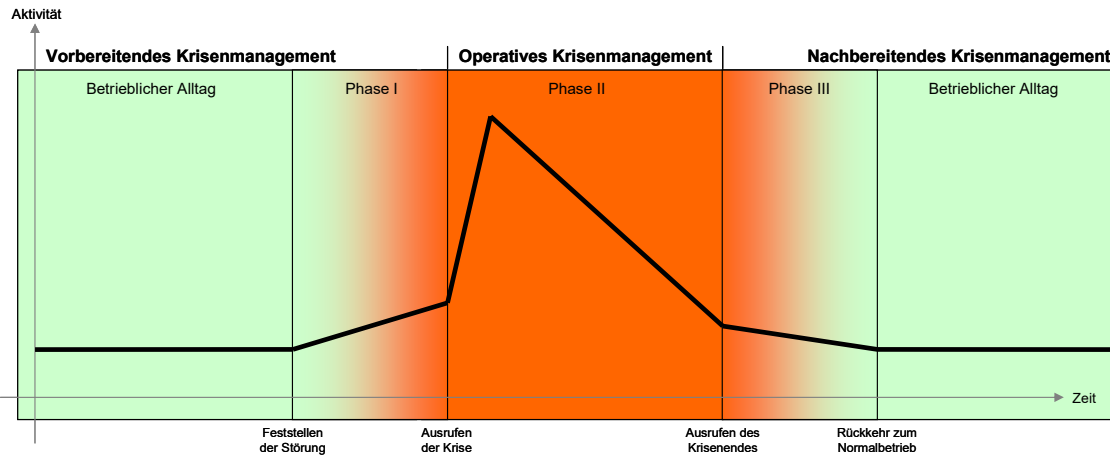 Aktivität
Vorbereitendes Krisenmanagement
Operatives Krisenmanagement
Nachbereitendes Krisenmanagement
Betrieblicher Alltag
Phase I
Phase II
Phase III
Betrieblicher Alltag
Zeit
Feststellen
der Störung
Ausrufen
der Krise
Ausrufen des
Krisenendes
Rückkehr zum
Normalbetrieb